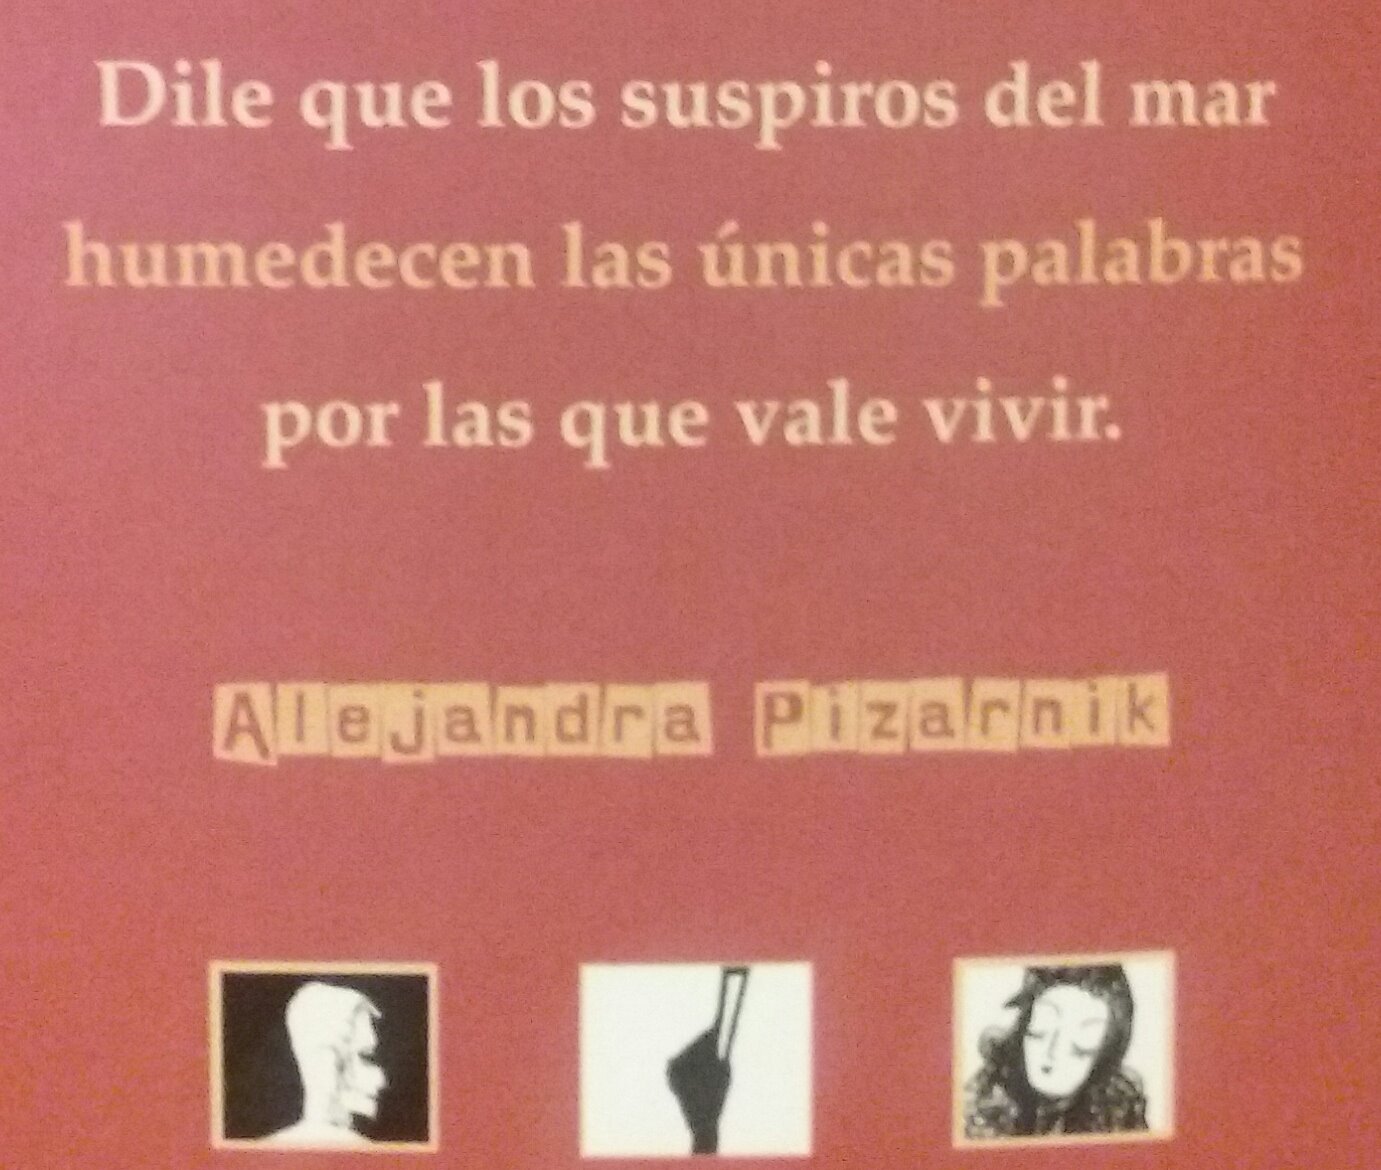 Dile que los suspiros del mar
humedecen las únicas palabras
por las que vale vivir.
Alejandra Pizarnik